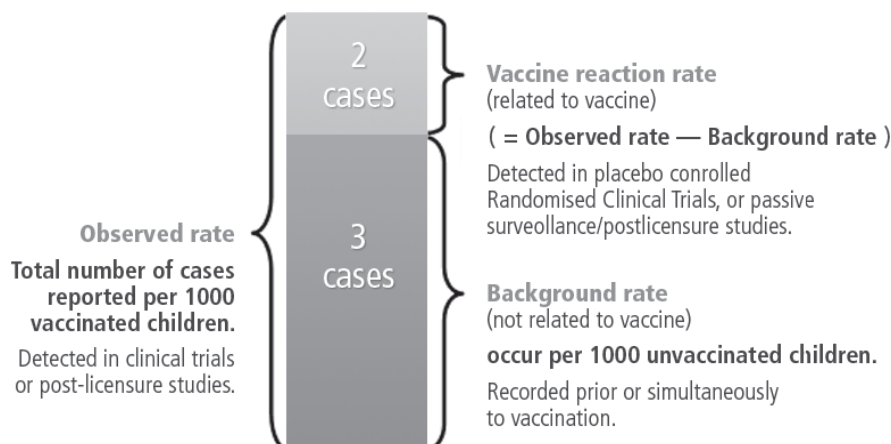 2
cases
3
cases
Observed rate
Total number of cases
reported per 1000
vaccinated children.
Detected in clinical trials
or post-licensure studies.
Vaccine reaction rate
(related to vaccine)
( = Observed rate — Background rate )
Detected in placebo conrolled
Randomised Clinical Trials, or passive
surveollance/postlicensure studies.
Background rate
(not related to vaccine)
occur per 1000 unvaccinated children.
Recorded prior or simultaneously
to vaccination.